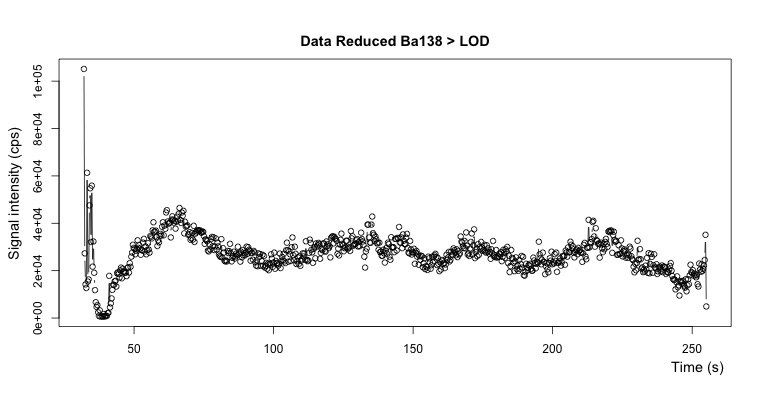 Data Reduced Ba138 > LOD
Signal intensity (cps)
1e+05
8e+04
6e+04
4e+04
2e+04
0e+00
50 100 150 200 250
Time (s)